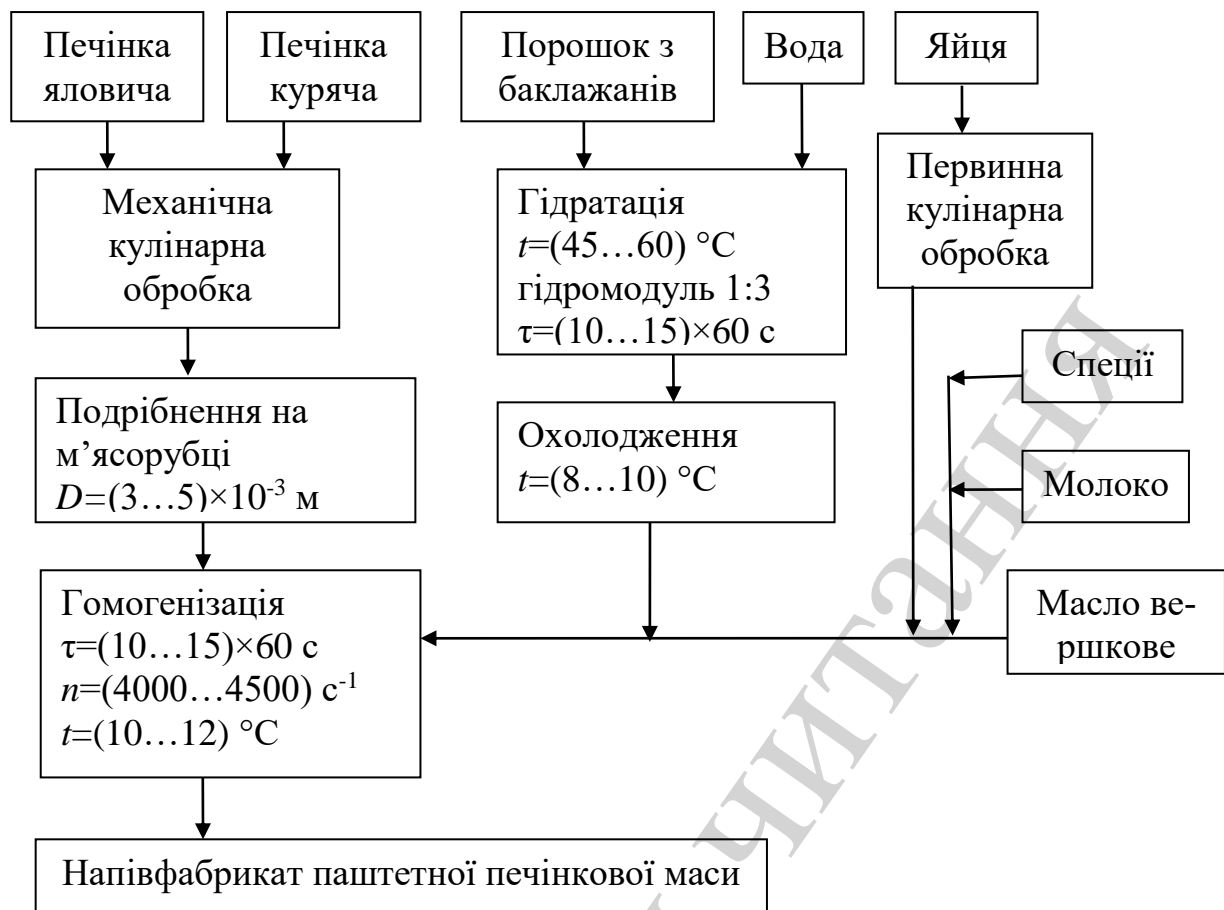 Печінка
яловича
Печінка
куряча
Порошок з
баклажанів
Вода
Яйця
Механічна
кулінарна
обробка
Гідратація
t=(45…60) °С
гідромодуль 1:3
τ=(10…15)×60 с
Первинна
кулінарна
обробка
Подрібнення на
м’ясорубці
D=(3…5)×10⁻³ м
Охолодження
t=(8…10) °С
Спеції
Молоко
Гомогенізація
τ=(10…15)×60 с
n=(4000…4500) с⁻¹
t=(10…12) °С
Масло ве-
ршкове
Напівфабрикат паштетної печінкової маси
читання